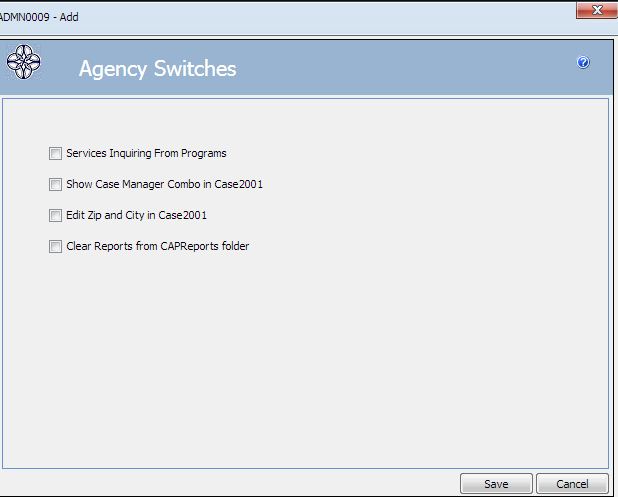 ADMN0009 - Add
Agency Switches
?
Services Inquiring From Programs
Show Case Manager Combo in Case2001
Edit Zip and City in Case2001
Clear Reports from CAPReports folder
Save Cancel